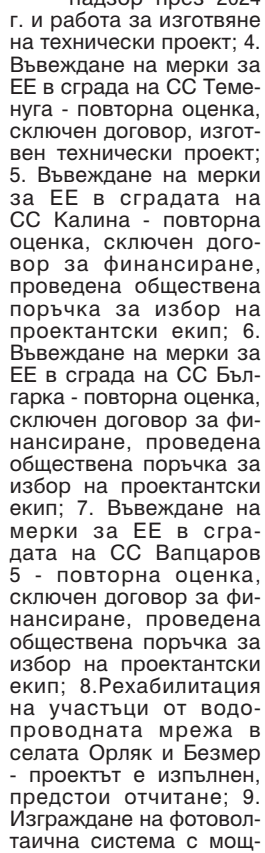 надзор през 2024
г. и работа за изготвяне
на технически проект; 4.
Въвеждане на мерки за
ЕЕ в сграда на СС Теме-
нуга - повторна оценка,
сключен договор, изгот-
вен технически проект;
5. Въвеждане на мерки
за ЕЕ в сградата на
СС Калина - повторна
оценка, сключен дого-
вор за финансиране,
проведена обществена
поръчка за избор на
проектантски екип; 6.
Въвеждане на мерки за
ЕЕ в сграда на СС Бъл-
гарка - повторна оценка,
сключен договор за фи-
нансиране, проведена
обществена поръчка за
избор на проектантски
екип; 7. Въвеждане на
мерки за ЕЕ в сгра-
дата на СС Вапцаров
5 - повторна оценка,
сключен договор за фи-
нансиране, проведена
обществена поръчка за
избор на проектантски
екип; 8.Рехабилитация
на участъци от водо-
проводната мрежа в
селата Орляк и Безмер
- проектът е изпълнен,
предстои отчитане; 9.
Изграждане на фотовол-
таична система с мощ-